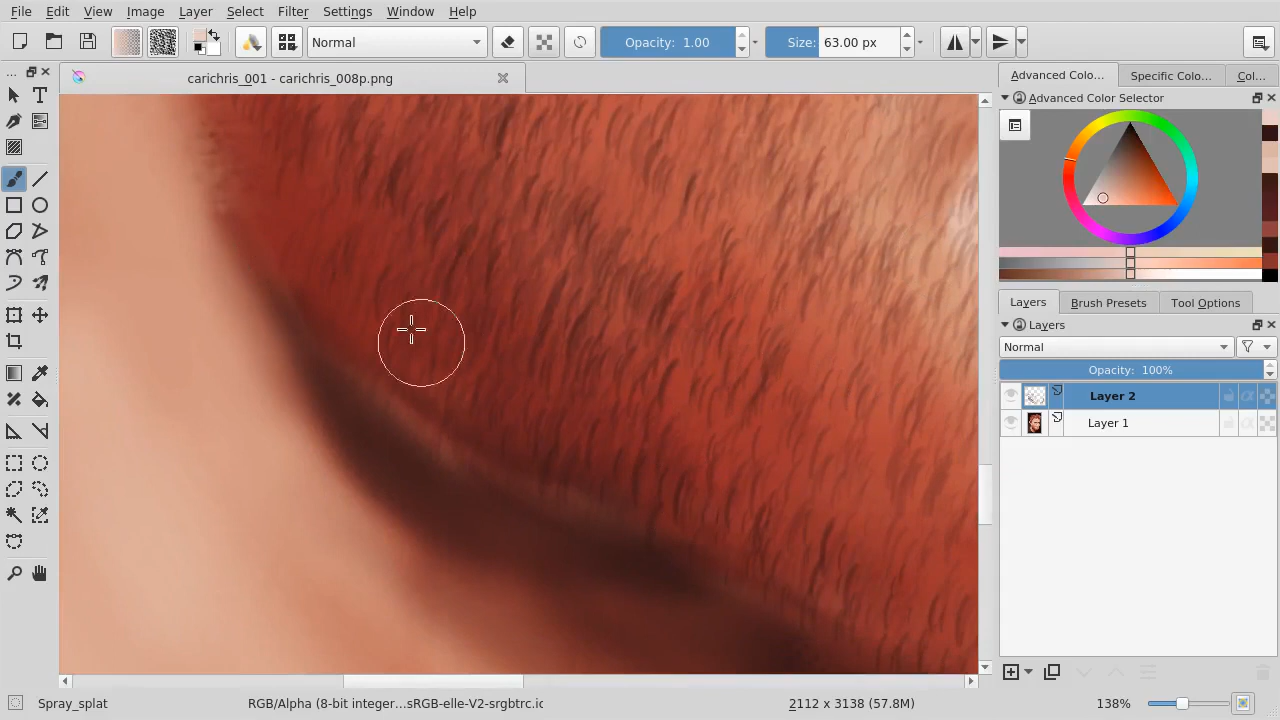 File Edit View Image Layer Select Filter Settings Window Help
Normal Opacity: 1.00 Size: 63.00 px
... carichris_001 - carichris_008p.png
Advanced Colo... Specific Colo... Col...
Advanced Color Selector
Layers Brush Presets Tool Options
Layers
Normal
Opacity: 100%
Layer 2
Layer 1
Spray_splat RGB/Alpha (8-bit integer...sRGB-elle-V2-srgbtrc.ic 2112 x 3138 (57.8M) 138%